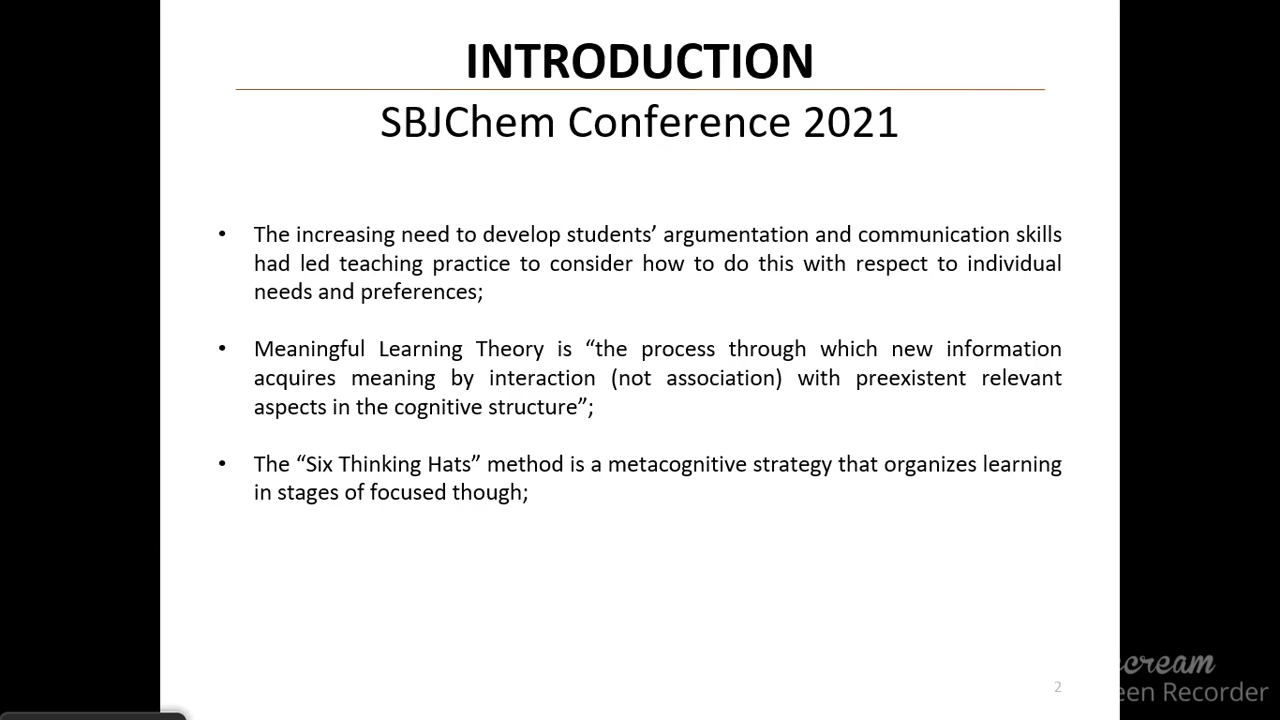 INTRODUCTION
SBJChem Conference 2021
• The increasing need to develop students’ argumentation and communication skills
had led teaching practice to consider how to do this with respect to individual
needs and preferences;
• Meaningful Learning Theory is “the process through which new information
acquires meaning by interaction (not association) with preexistent relevant
aspects in the cognitive structure”;
• The “Six Thinking Hats” method is a metacognitive strategy that organizes learning
in stages of focused though;
2
Recorder